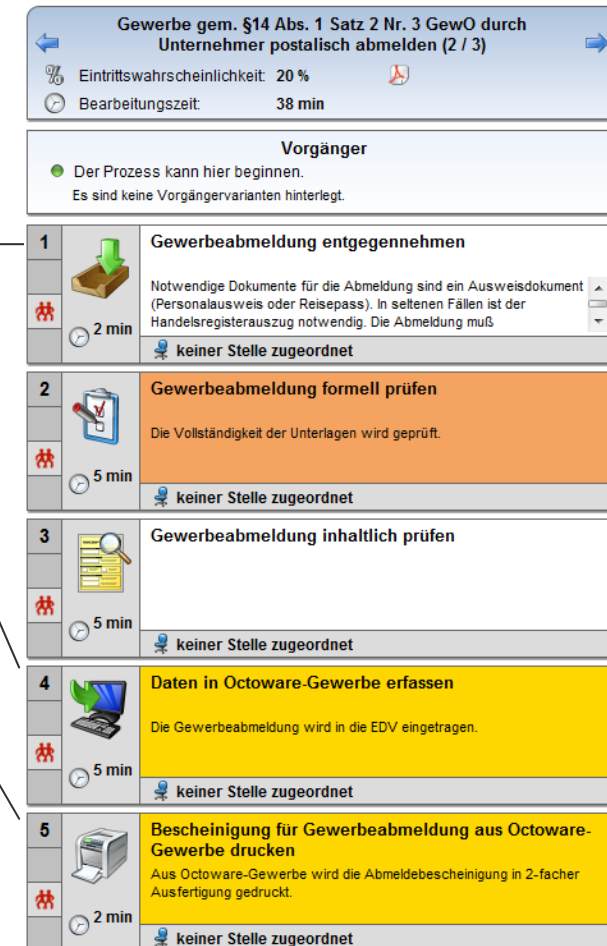 Gewerbe gem. §14 Abs. 1 Satz 2 Nr. 3 GewO durch
Unternehmer postalisch abmelden (2 / 3)
Eintrittswahrscheinlichkeit: 20 %
Bearbeitungszeit: 38 min
Vorgänger
Der Prozess kann hier beginnen.
Es sind keine Vorgängervarianten hinterlegt.
1
Gewerbeabmeldung entgegennehmen
Notwendige Dokumente für die Abmeldung sind ein Ausweisdokument
(Personalausweis oder Reisepass). In seltenen Fällen ist der
Handelsregisterauszug notwendig. Die Abmeldung muß
2 min
keiner Stelle zugeordnet
2
Gewerbeabmeldung formell prüfen
Die Vollständigkeit der Unterlagen wird geprüft.
5 min
keiner Stelle zugeordnet
3
Gewerbeabmeldung inhaltlich prüfen
5 min
keiner Stelle zugeordnet
4
Daten in Octoware-Gewerbe erfassen
Die Gewerbeabmeldung wird in die EDV eingetragen.
5 min
keiner Stelle zugeordnet
5
Bescheinigung für Gewerbeabmeldung aus Octoware-
Gewerbe drucken
Aus Octoware-Gewerbe wird die Abmeldebescheinigung in 2-facher
Ausfertigung gedruckt.
2 min
keiner Stelle zugeordnet